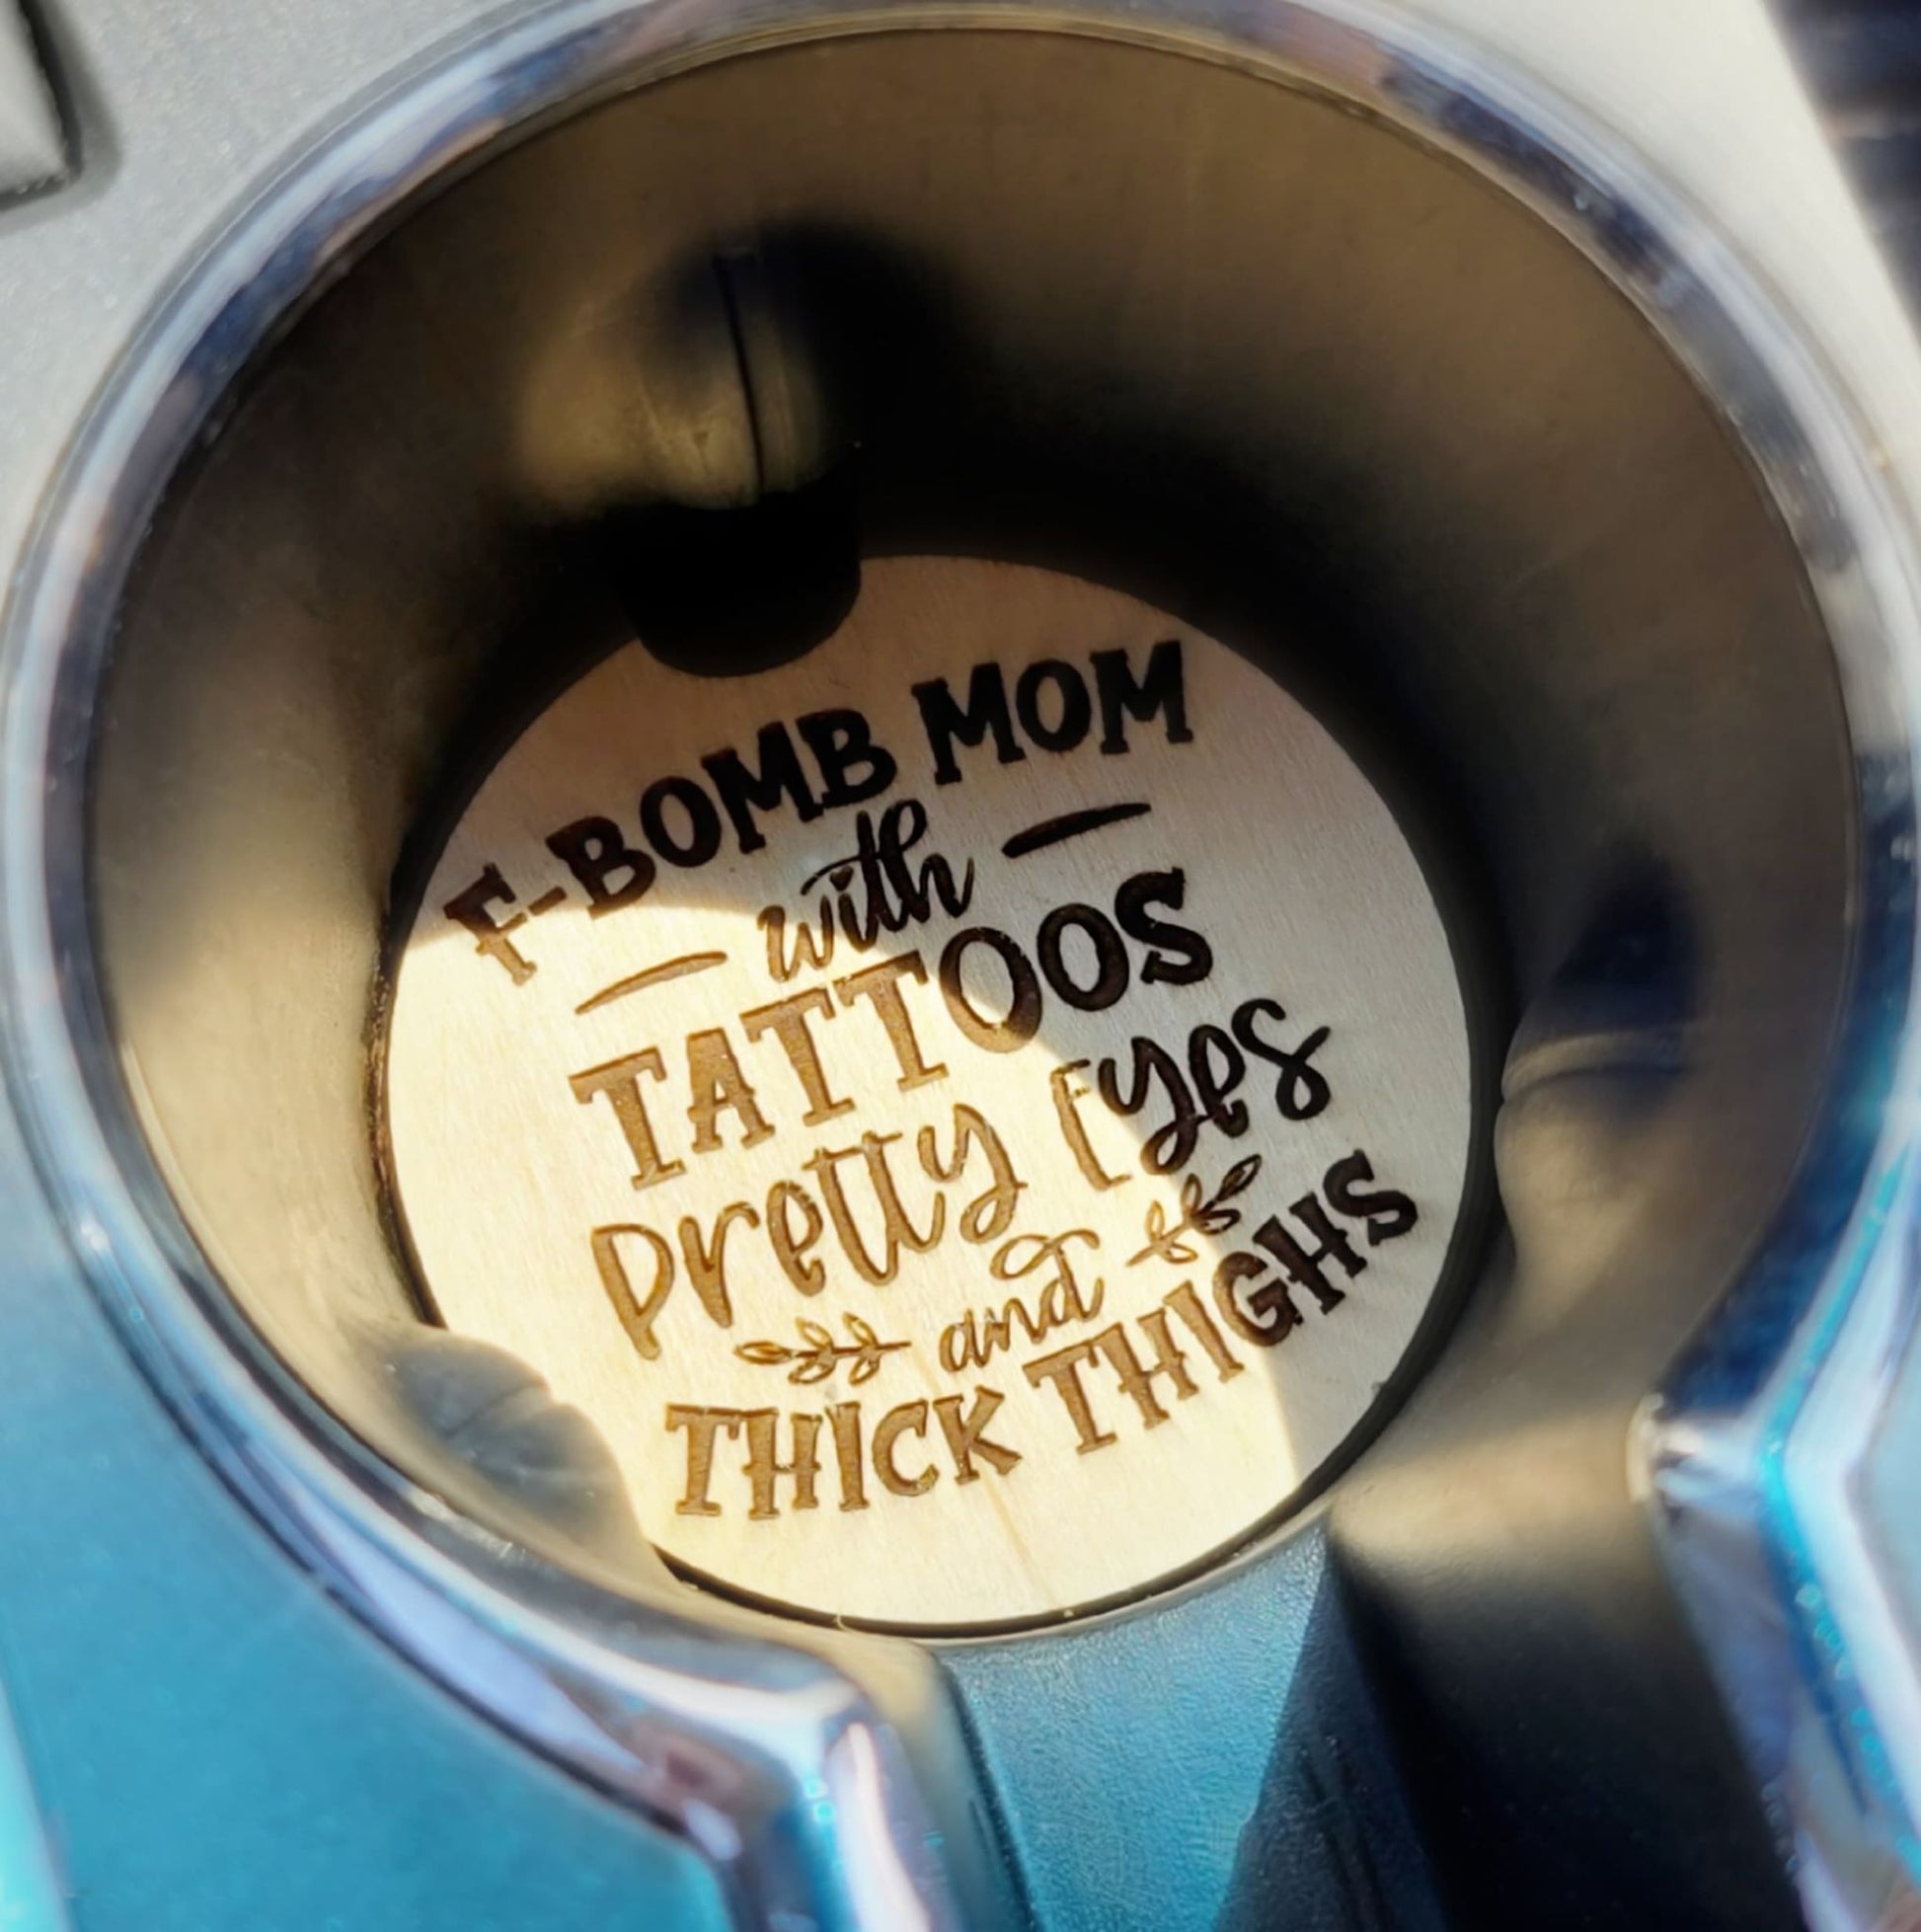 F-BOMB MOM
with
TATTOOS
pretty Eyes
and
THICK THIGHS